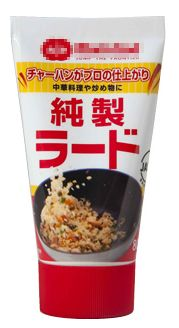 チャーハンがプロの仕上がり
中華料理や炒め物に
純製
ラード